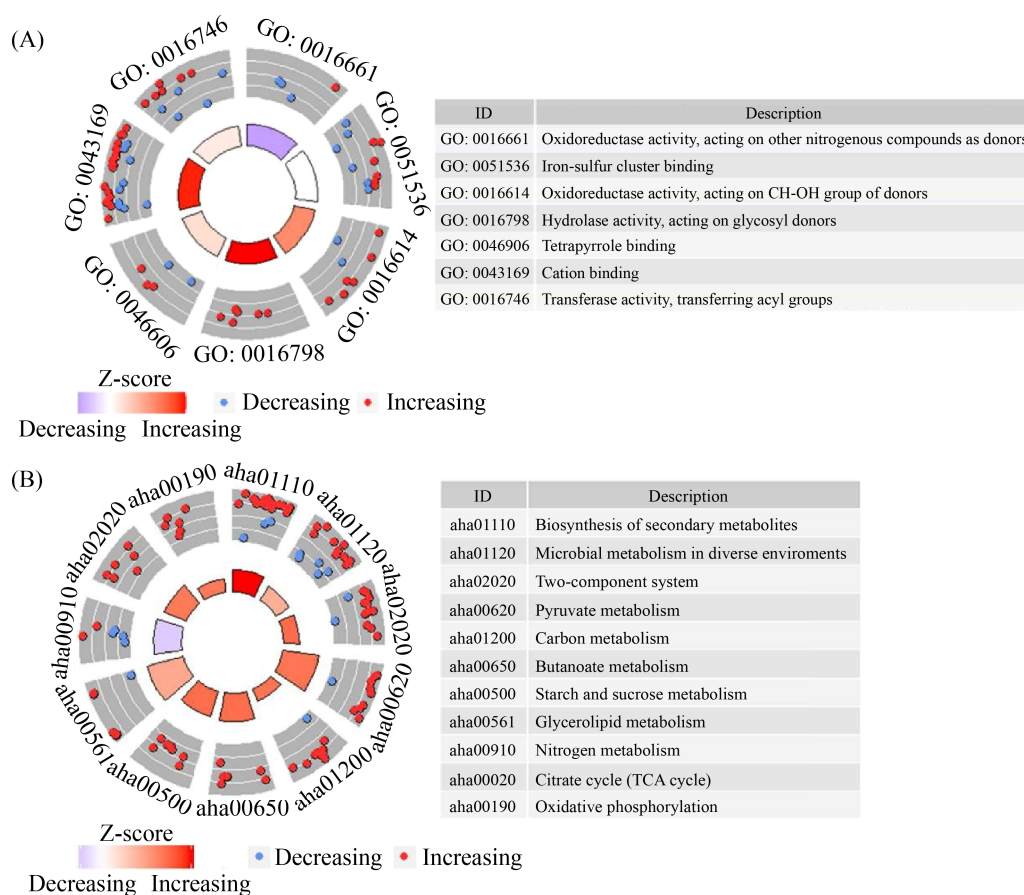 (A)
GO: 0016746
GO: 0016661
GO: 0043169
GO: 0051536
GO: 0046606
GO: 0016614
GO: 0016798
Z-score
Decreasing Increasing
Decreasing
Increasing
ID Description
GO: 0016661 Oxidoreductase activity, acting on other nitrogenous compounds as donors
GO: 0051536 Iron-sulfur cluster binding
GO: 0016614 Oxidoreductase activity, acting on CH-OH group of donors
GO: 0016798 Hydrolase activity, acting on glycosyl donors
GO: 0046906 Tetrapyrrole binding
GO: 0043169 Cation binding
GO: 0016746 Transferase activity, transferring acyl groups
(B)
aha00190
aha01110
aha01120
aha02020
aha02020
aha00910
aha00620
aha00561
aha01200
aha00500
aha00650
Z-score
Decreasing Increasing
Decreasing
Increasing
ID Description
aha01110 Biosynthesis of secondary metabolites
aha01120 Microbial metabolism in diverse enviroments
aha02020 Two-component system
aha00620 Pyruvate metabolism
aha01200 Carbon metabolism
aha00650 Butanoate metabolism
aha00500 Starch and sucrose metabolism
aha00561 Glycerolipid metabolism
aha00910 Nitrogen metabolism
aha00020 Citrate cycle (TCA cycle)
aha00190 Oxidative phosphorylation